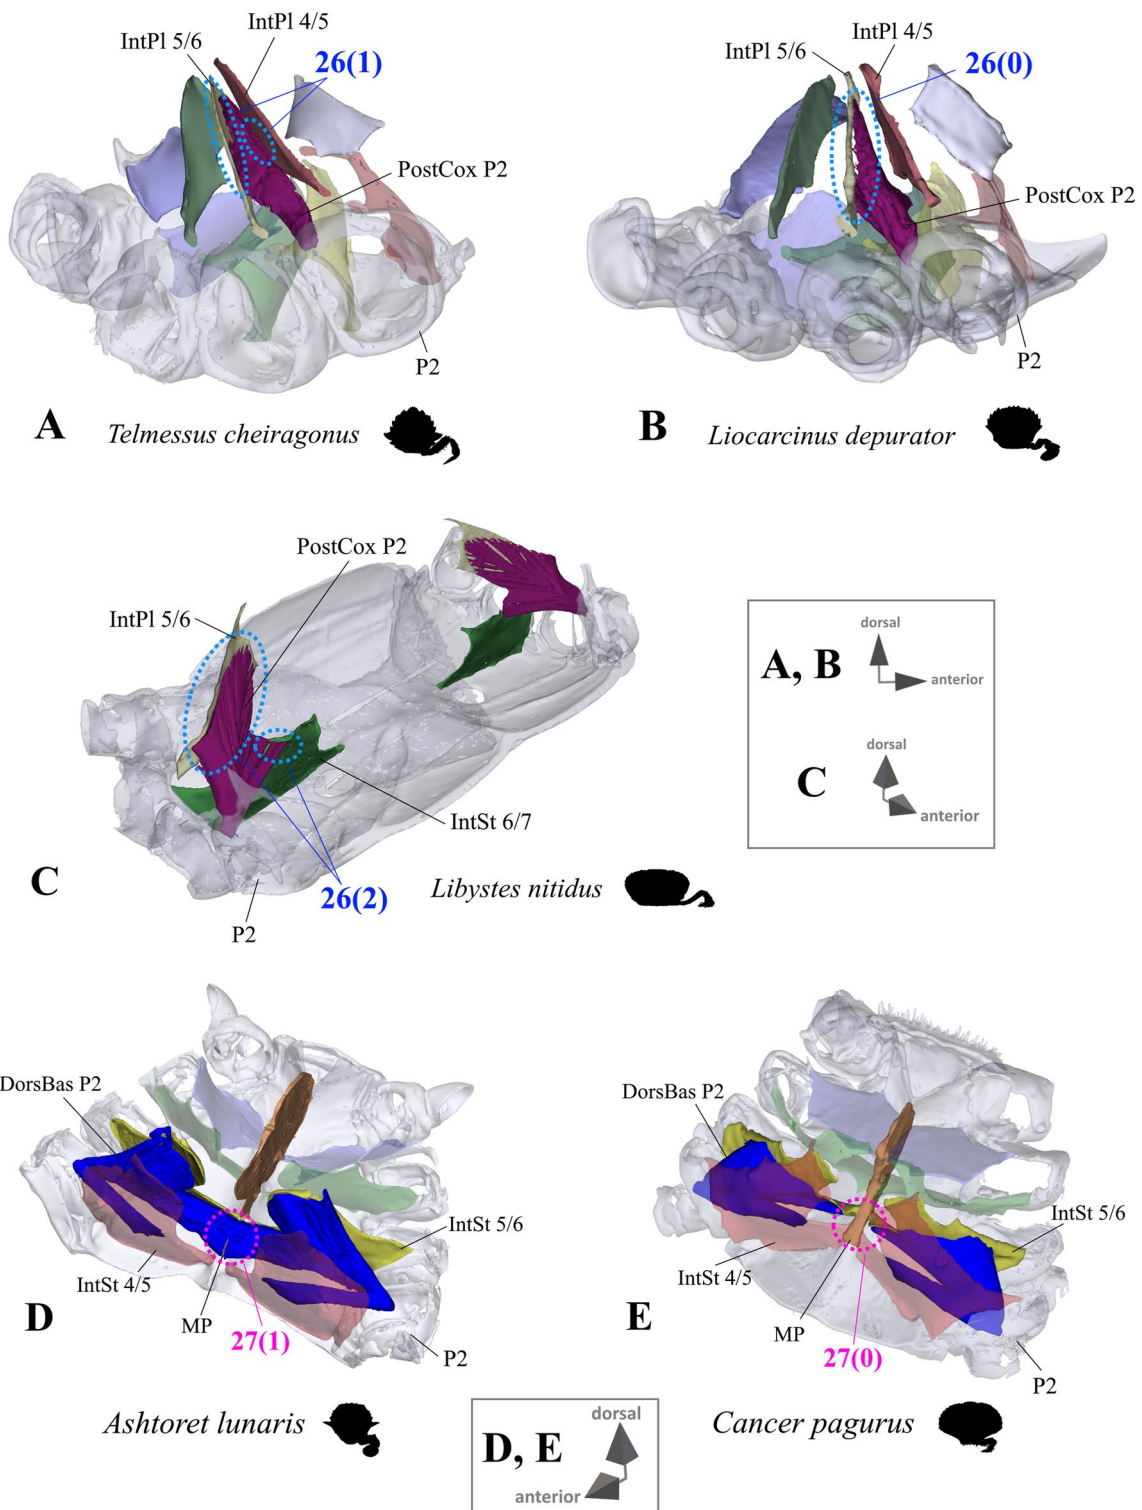 IntPl 4/5
IntPl 5/6
26(1)
PostCox P2
P2
A
Telmessus cheiragonus
IntPl 4/5
IntPl 5/6
26(0)
PostCox P2
P2
B
Liocarcinus depurator
PostCox P2
IntPl 5/6
IntSt 6/7
26(2)
P2
C
Libystes nitidus
dorsal
A, B
anterior
dorsal
C
anterior
DorsBas P2
IntSt 5/6
IntSt 4/5
MP
27(1)
P2
D
Ashtoret lunaris
DorsBas P2
IntSt 5/6
IntSt 4/5
MP
27(0)
P2
E
Cancer pagurus
dorsal
D, E
anterior